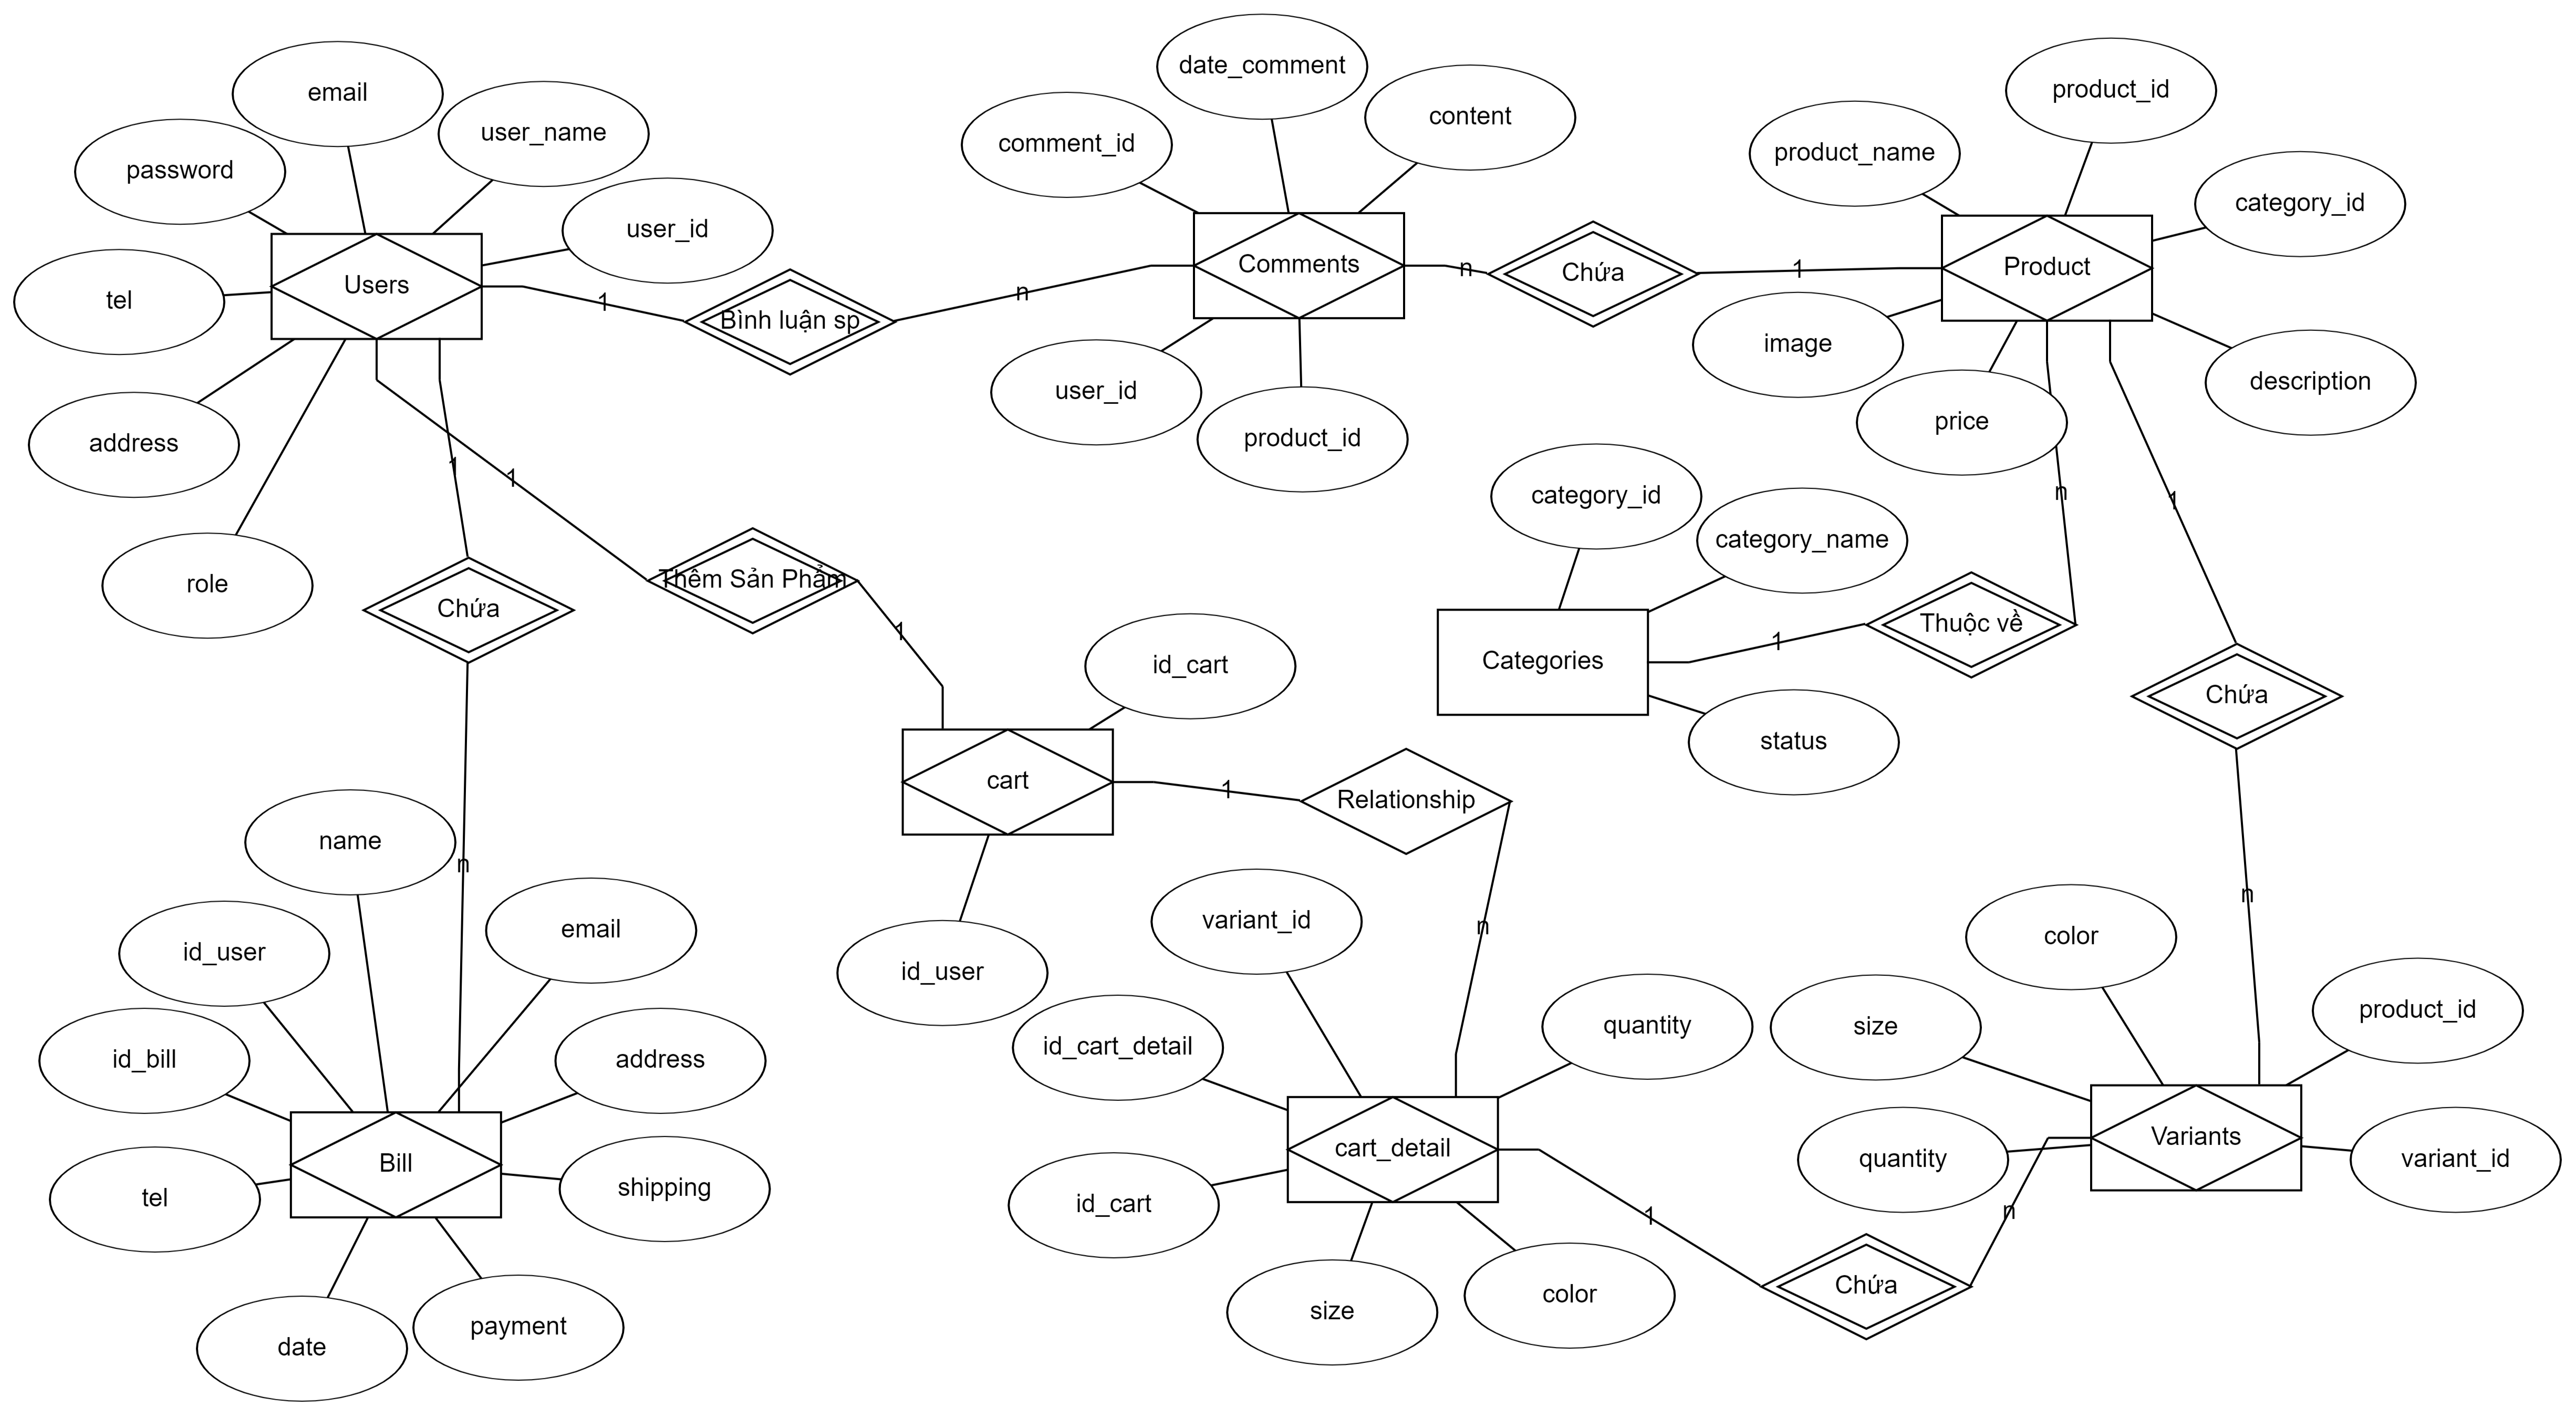 date_comment
email
product_id
content
user_name
comment_id
product_name
password
category_id
user_id
Comments
Product
Chứa
Users
tel
1
n
n
1
Bình luận sp
image
description
user_id
price
product_id
address
1
1
category_id
n
1
category_name
Thêm Sản Phẩm
role
Chứa
Thuộc về
1
1
Categories
id_cart
Chứa
status
cart
1
Relationship
name
n
n
variant_id
n
email
color
id_user
id_user
product_id
quantity
size
id_cart_detail
id_bill
address
Variants
cart_detail
quantity
variant_id
Bill
shipping
tel
id_cart
n
1
Chứa
color
size
payment
date